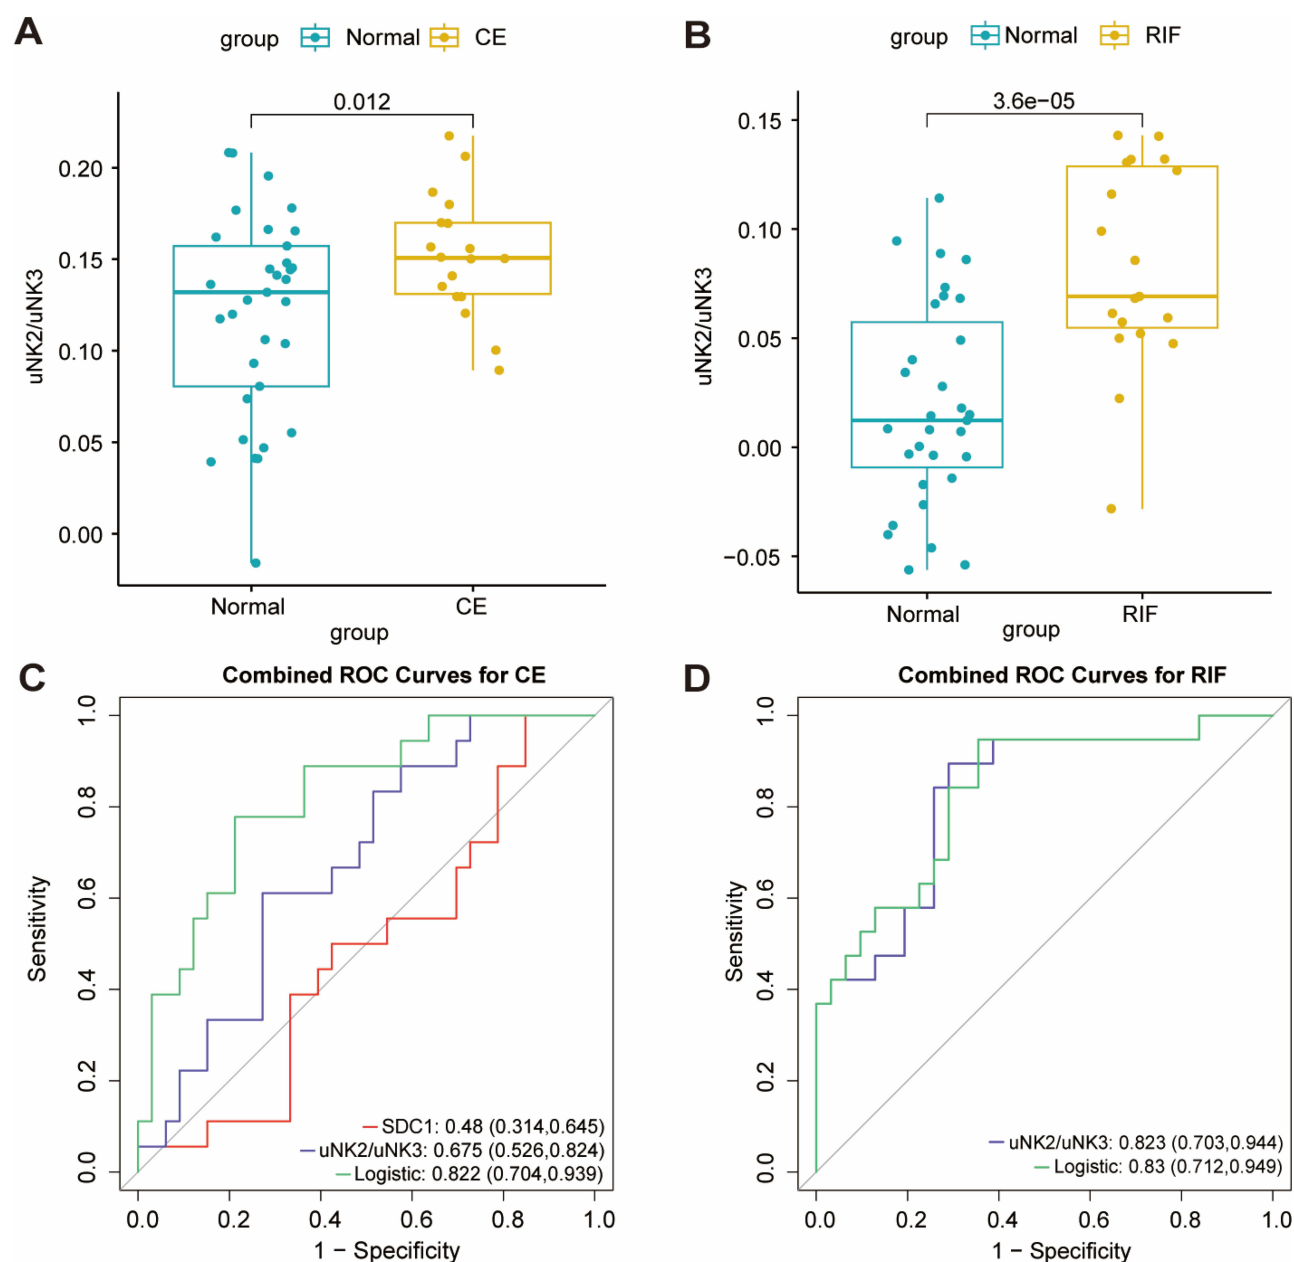 A
group Normal CE
0.012
0.20
0.15
0.10
0.05
0.00
uNK2/uNK3
Normal CE
group
B
group Normal RIF
3.6e−05
0.15
0.10
0.05
0.00
−0.05
uNK2/uNK3
Normal RIF
group
C
Combined ROC Curves for CE
1.0
0.8
0.6
0.4
0.2
0.0
Sensitivity
SDC1: 0.48 (0.314,0.645)
uNK2/uNK3: 0.675 (0.526,0.824)
Logistic: 0.822 (0.704,0.939)
0.0 0.2 0.4 0.6 0.8 1.0
1 − Specificity
D
Combined ROC Curves for RIF
1.0
0.8
0.6
0.4
0.2
0.0
Sensitivity
uNK2/uNK3: 0.823 (0.703,0.944)
Logistic: 0.83 (0.712,0.949)
0.0 0.2 0.4 0.6 0.8 1.0
1 − Specificity